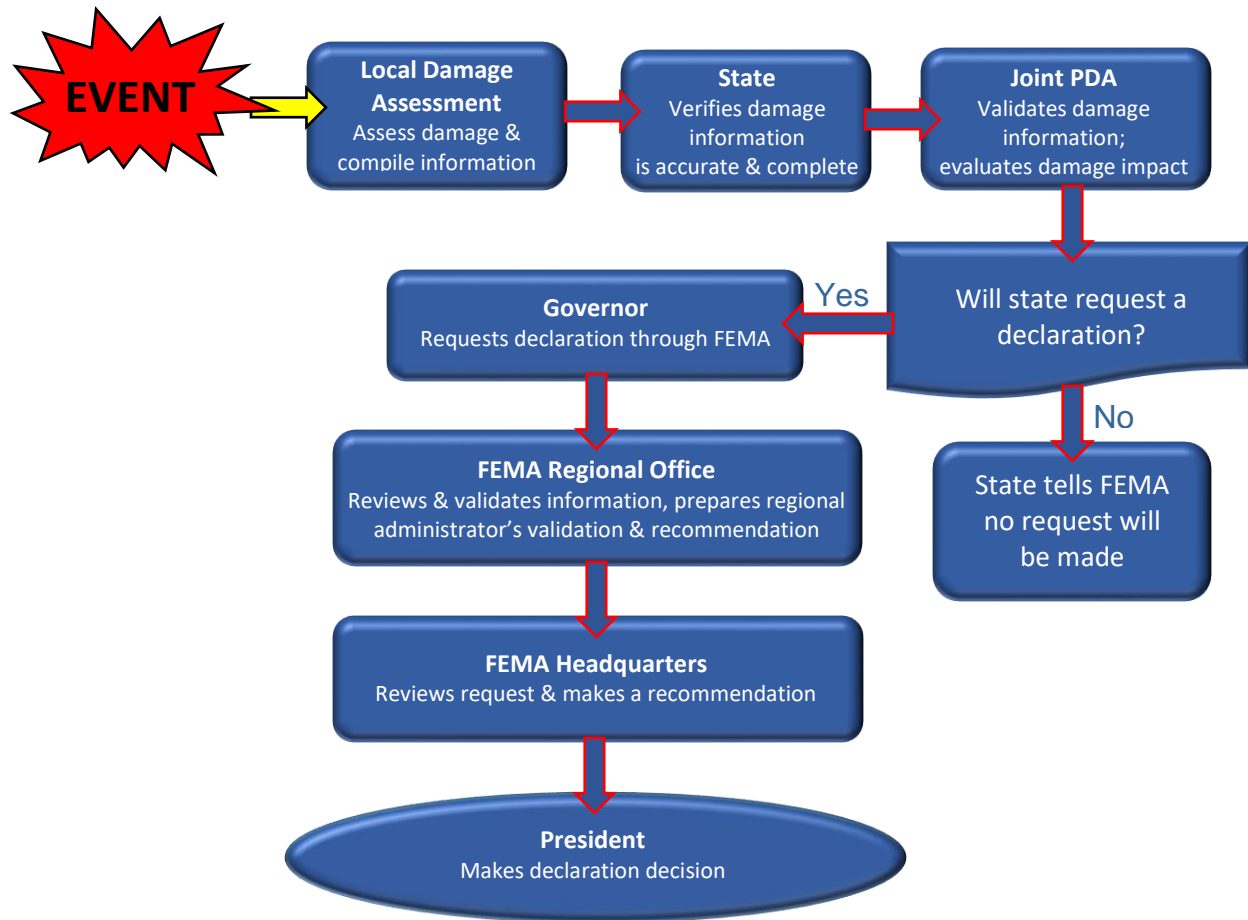 EVENT
Local Damage
Assessment
Assess damage &
compile information
State
Verifies damage
information
is accurate & complete
Joint PDA
Validates damage
information;
evaluates damage impact
Will state request a
declaration?
Yes
Governor
Requests declaration through FEMA
No
State tells FEMA
no request will
be made
FEMA Regional Office
Reviews & validates information, prepares regional
administrator’s validation & recommendation
FEMA Headquarters
Reviews request & makes a recommendation
President
Makes declaration decision